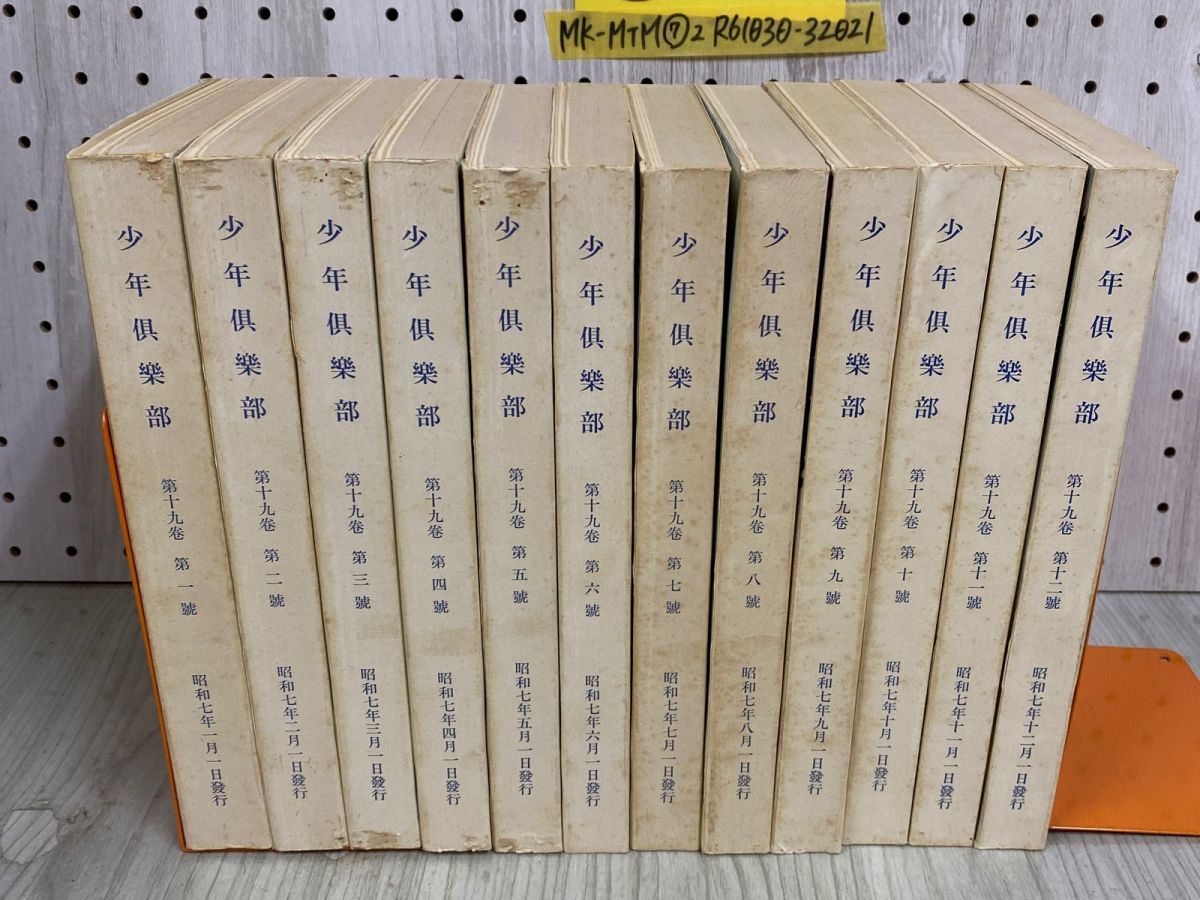 MK-MTM⑦2 R61030-32021
少年倶樂部 第十九卷 第一號 昭和七年一月一日發行
少年倶樂部 第十九卷 第二號 昭和七年二月一日發行
少年倶樂部 第十九卷 第三號 昭和七年三月一日發行
少年倶樂部 第十九卷 第四號 昭和七年四月一日發行
少年倶樂部 第十九卷 第五號 昭和七年五月一日發行
少年倶樂部 第十九卷 第六號 昭和七年六月一日發行
少年倶樂部 第十九卷 第七號 昭和七年七月一日發行
少年倶樂部 第十九卷 第八號 昭和七年八月一日發行
少年倶樂部 第十九卷 第九號 昭和七年九月一日發行
少年倶樂部 第十九卷 第十號 昭和七年十月一日發行
少年倶樂部 第十九卷 第十一號 昭和七年十一月一日發行
少年倶樂部 第十九卷 第十二號 昭和七年十二月一日發行